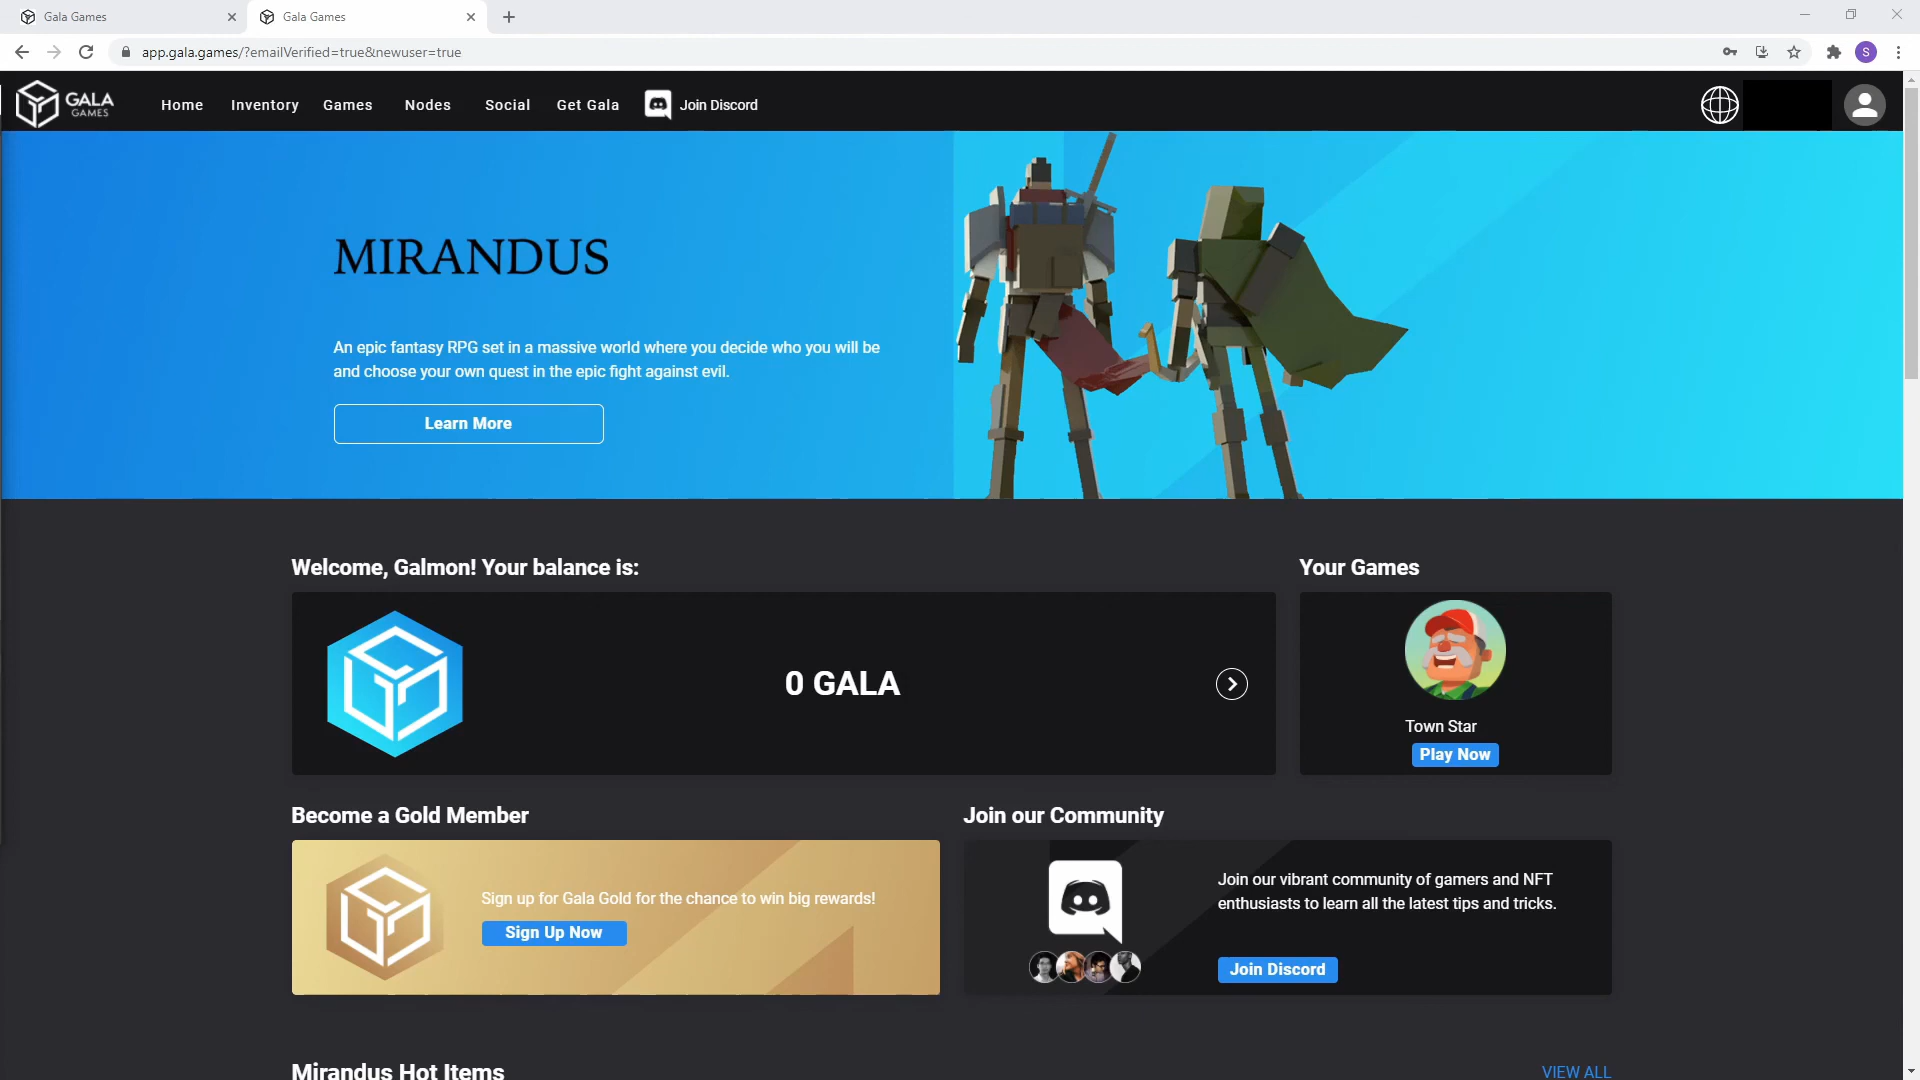 Gala Games
Gala Games
app.gala.games/?emailVerified=true&newuser=true
S
GALA
GAMES
Home
Inventory
Games
Nodes
Social
Get Gala
Join Discord
MIRANDUS
An epic fantasy RPG set in a massive world where you decide who you will be
and choose your own quest in the epic fight against evil.
Learn More
Welcome, Galmon! Your balance is:
0 GALA
Your Games
Town Star
Play Now
Become a Gold Member
Sign up for Gala Gold for the chance to win big rewards!
Sign Up Now
Join our Community
Join our vibrant community of gamers and NFT
enthusiasts to learn all the latest tips and tricks.
Join Discord
Mirandus Hot Items
VIEW ALL